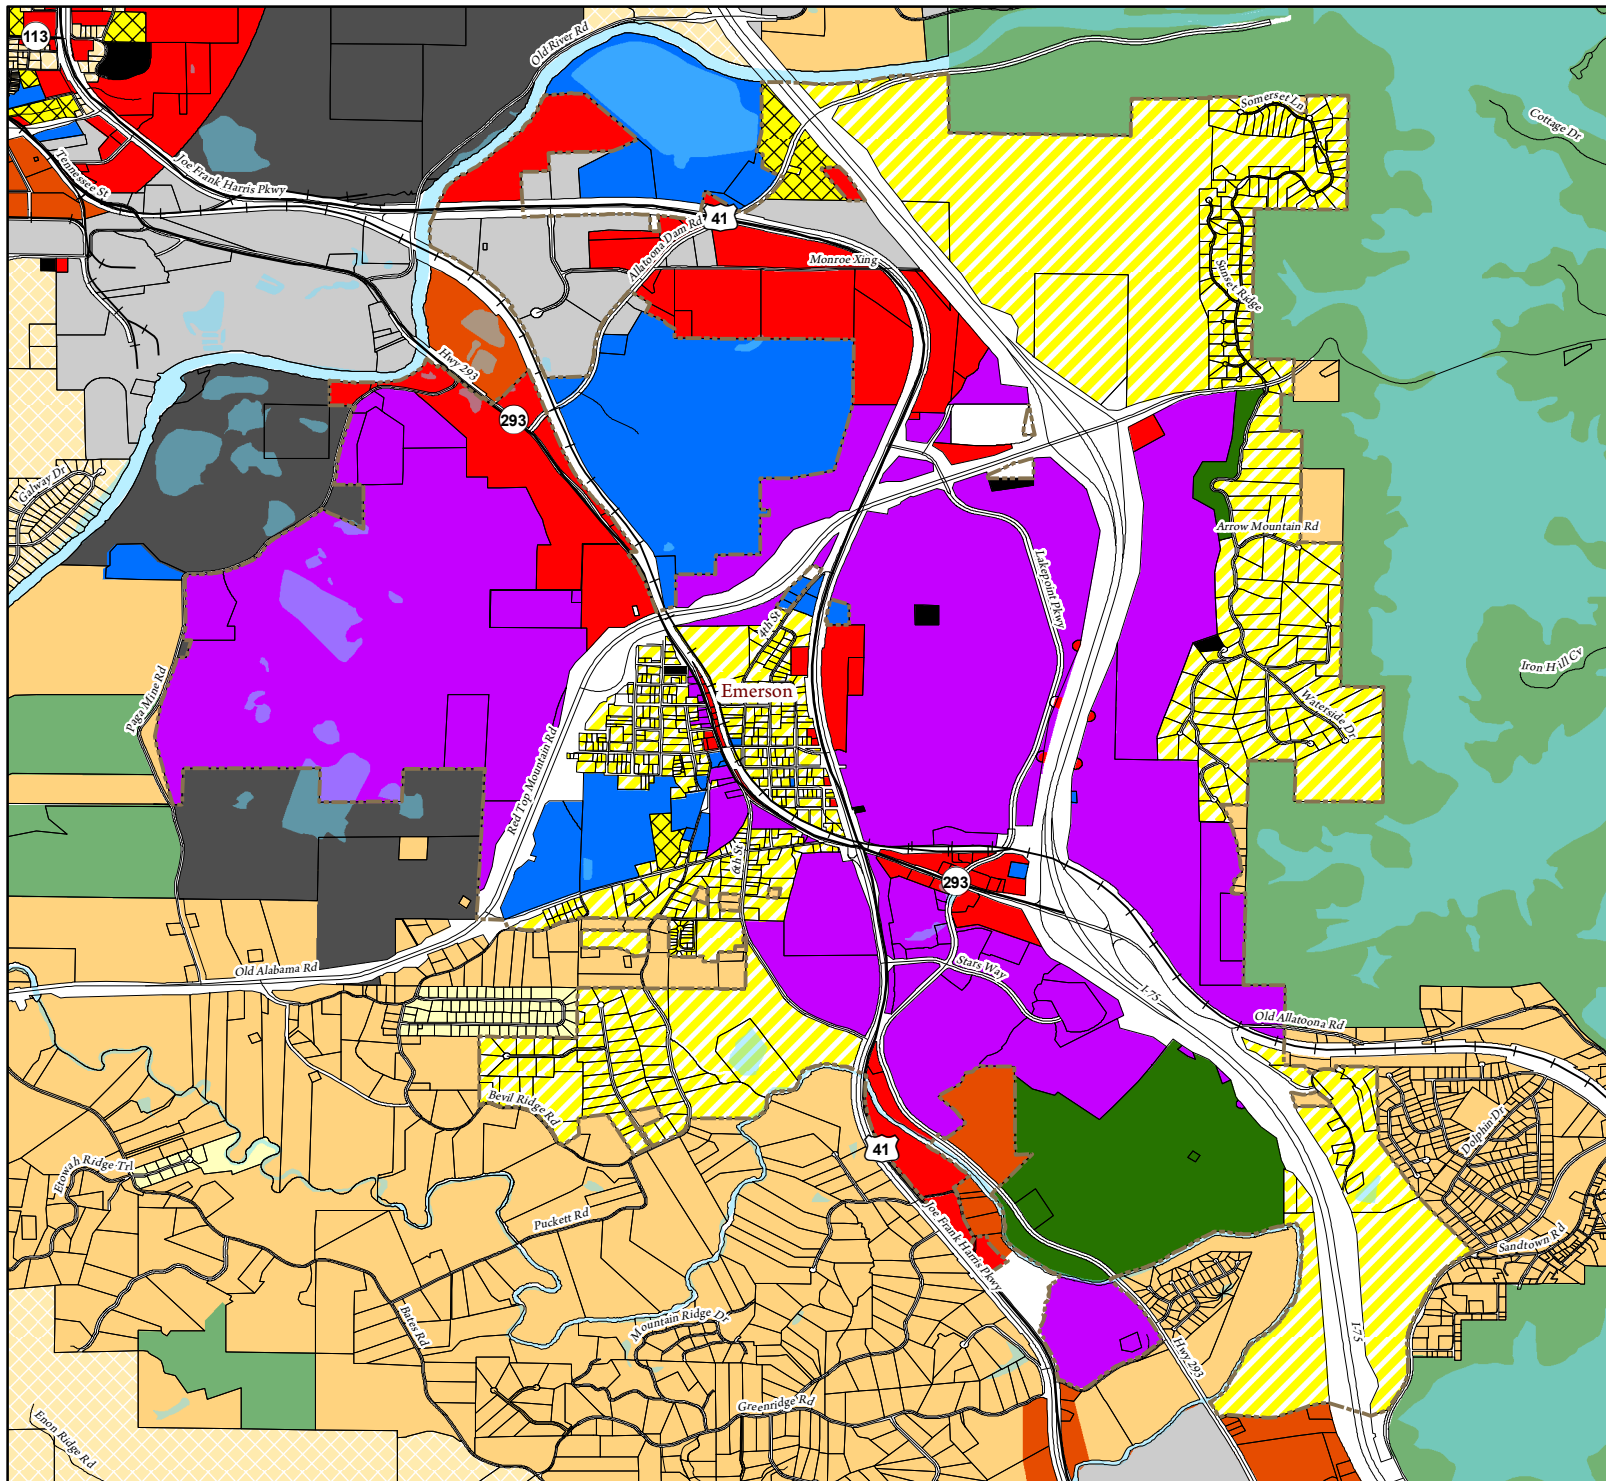 113
Old River Rd
Somerset Ln
Cottage Dr
Tennessee St
Joe Frank Harris Pkwy
41
Allatoona Dam Rd
Monroe Xing
Sunset Ridge
Hwy 293
293
Galway Dr
Arrow Mountain Rd
Lakepoint Pkwy
4th St
Iron Hill Cv
Paga Mine Rd
Emerson
Waterside Dr
Red Top Mountain Rd
6th St
293
Old Alabama Rd
Stars Way
I-75
Old Allatoona Rd
Bevil Ridge Rd
Dolphin Dr
41
Etowah Ridge Trl
Puckett Rd
Joe Frank Harris Pkwy
Sandtown Rd
Bates Rd
Mountain Ridge Dr
I-75
Hwy 293
Greenridge Rd
Enon Ridge Rd